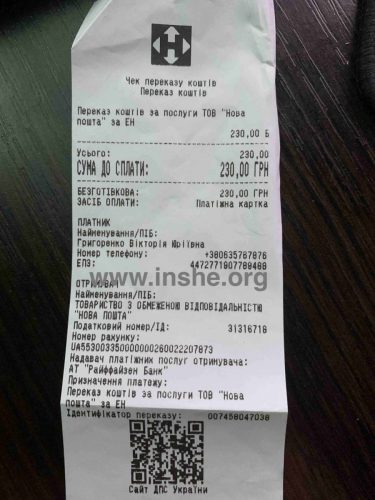 Чек переказу коштів
Переказ коштів
Переказ коштів за послуги ТОВ "Нова
пошта" за ЕН
230,00 Б
Усього: 230,00
СУМА ДО СПЛАТИ: 230,00 ГРН
БЕЗГОТІВКОВА: 230,00 ГРН
ЗАСІБ ОПЛАТИ: Платіжна картка
ПЛАТНИК
Найменування/ПІБ:
Григоренко Вікторія Юріївна
Номер телефону: +380635767876
ЕПЗ: 4472771907788488
www.inshe.org
ОТРИМУВАЧ
Найменування/ПІБ:
ТОВАРИСТВО З ОБМЕЖЕНОЮ ВІДПОВІДАЛЬНІСТЮ
"НОВА ПОШТА"
Податковий номер/ІД: 31316718
Номер рахунку:
UA553003350000000260022207873
Надавач платіжних послуг отримувача:
АТ "Райффайзен Банк"
Призначення платежу:
Переказ коштів за послуги ТОВ "Нова
пошта" за ЕН
Ідентифікатор переказу: 007458047038
Сайт ДПС України